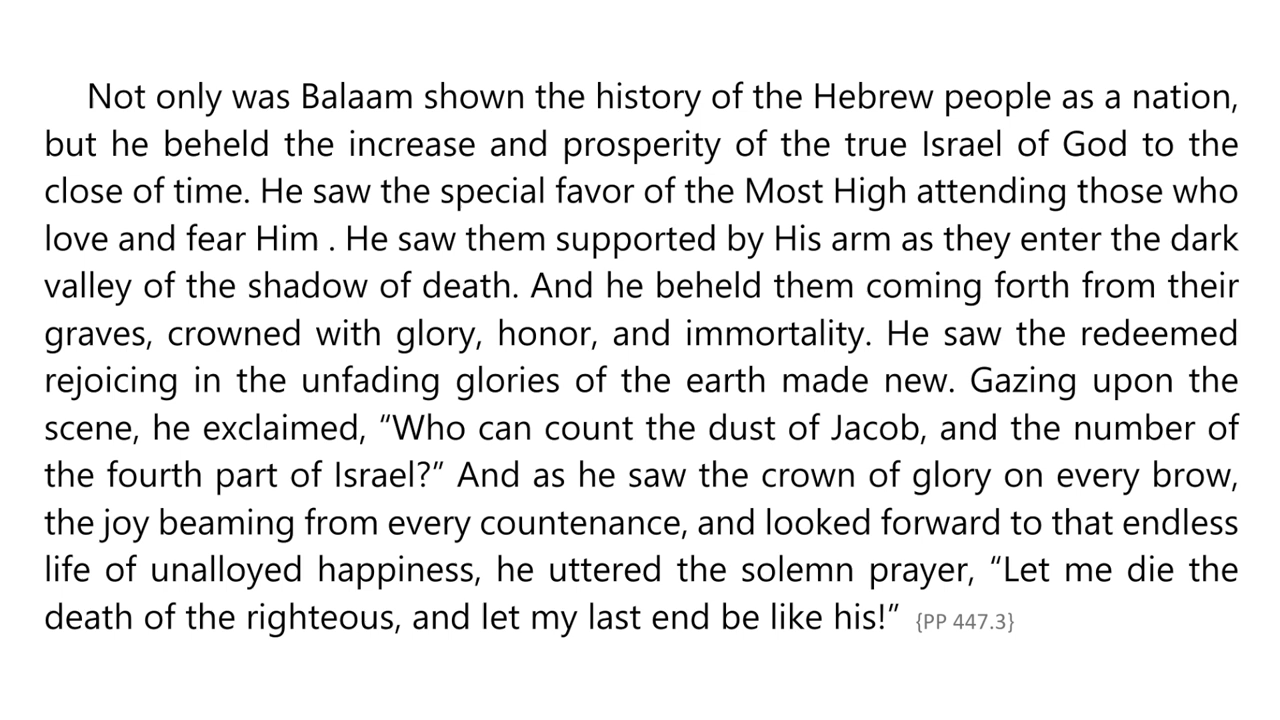 Not only was Balaam shown the history of the Hebrew people as a nation,
but he beheld the increase and prosperity of the true Israel of God to the
close of time. He saw the special favor of the Most High attending those who
love and fear Him . He saw them supported by His arm as they enter the dark
valley of the shadow of death. And he beheld them coming forth from their
graves, crowned with glory, honor, and immortality. He saw the redeemed
rejoicing in the unfading glories of the earth made new. Gazing upon the
scene, he exclaimed, “Who can count the dust of Jacob, and the number of
the fourth part of Israel?” And as he saw the crown of glory on every brow,
the joy beaming from every countenance, and looked forward to that endless
life of unalloyed happiness, he uttered the solemn prayer, “Let me die the
death of the righteous, and let my last end be like his!” {PP 447.3}